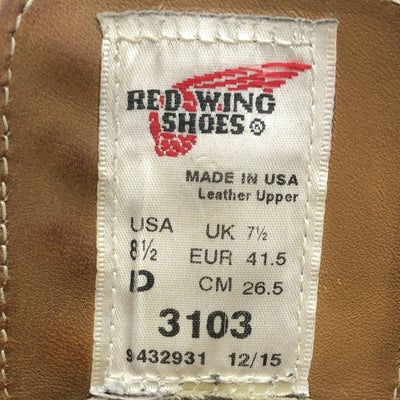 RED WING
SHOES®
MADE IN USA
Leather Upper
USA UK 7½
8½ EUR 41.5
D CM 26.5
3103
9432931 12/15